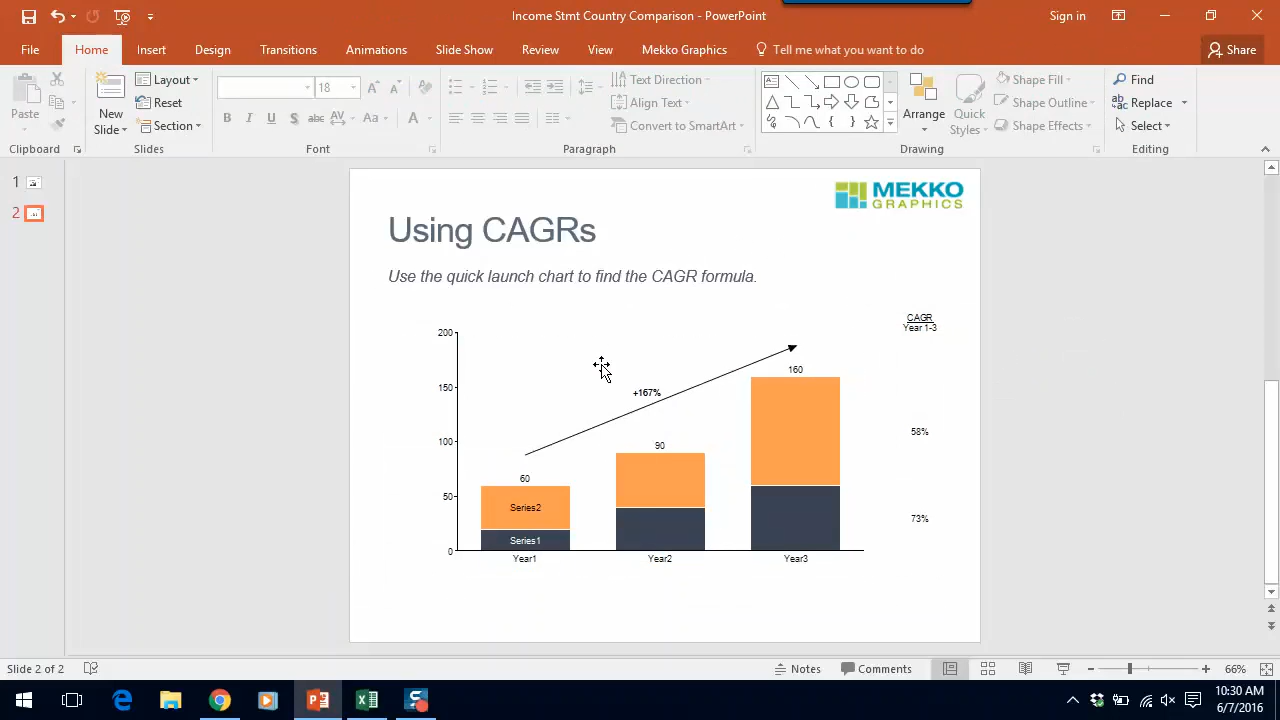 Income Stmt Country Comparison - PowerPoint
Sign in
File Home Insert Design Transitions Animations Slide Show Review View Mekko Graphics Tell me what you want to do Share
Paste
New
Slide
Layout
Reset
Section
18
B I U S abc AV Aa A
Text Direction
Align Text
Convert to SmartArt
Arrange
Quick
Styles
Shape Fill
Shape Outline
Shape Effects
Find
Replace
Select
Clipboard Slides Font Paragraph Drawing Editing
1
2
MEKKO
GRAPHICS
Using CAGRs
Use the quick launch chart to find the CAGR formula.
CAGR
Year 1-3
200
150
100
50
0
+167%
60
90
160
Series2
Series1
58%
73%
Year1 Year2 Year3
Slide 2 of 2
Notes Comments 66%
10:30 AM
6/7/2016